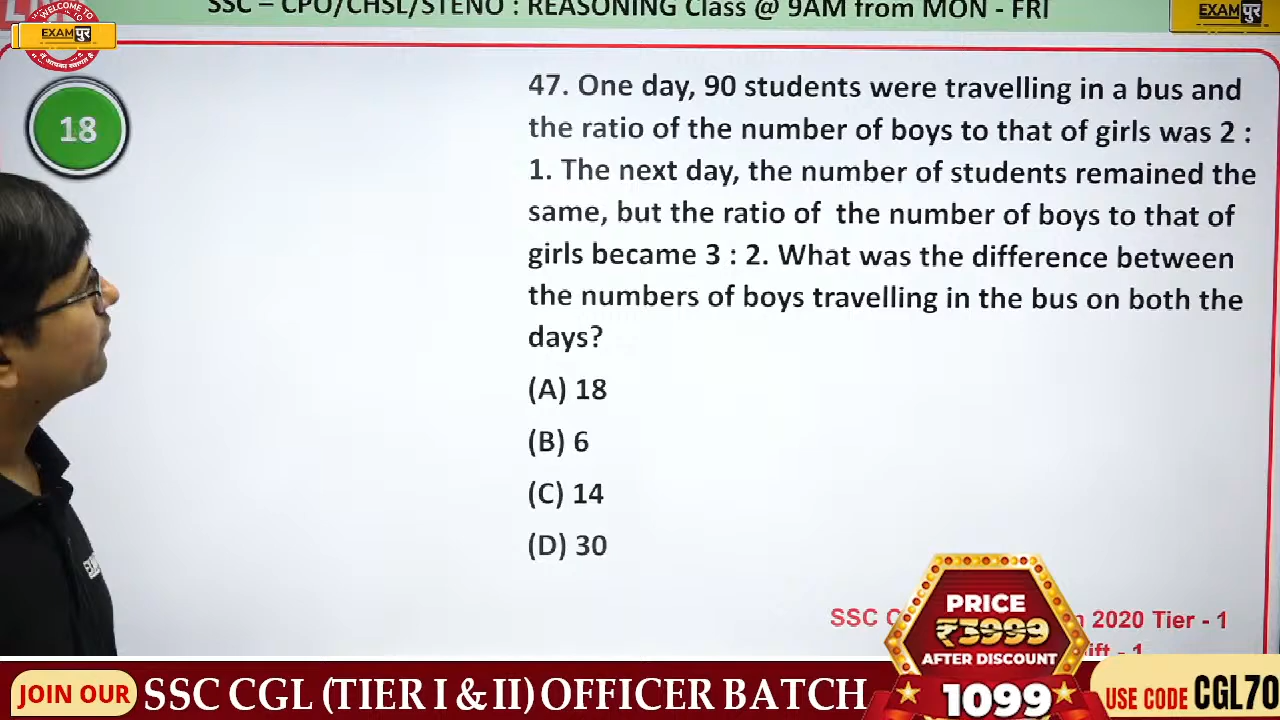 SSC – CPO/CHSL/STENO : REASONING Class @ 9AM from MON - FRI
WELCOME TO
EXAMपुर
में आपका स्वागत है
EXAMपुर
18
47. One day, 90 students were travelling in a bus and
the ratio of the number of boys to that of girls was 2 :
1. The next day, the number of students remained the
same, but the ratio of the number of boys to that of
girls became 3 : 2. What was the difference between
the numbers of boys travelling in the bus on both the
days?
(A) 18
(B) 6
(C) 14
(D) 30
SSC 2020 Tier - 1
- 1
PRICE
₹3999
AFTER DISCOUNT
1099
JOIN OUR SSC CGL (TIER I & II) OFFICER BATCH
USE CODE CGL70